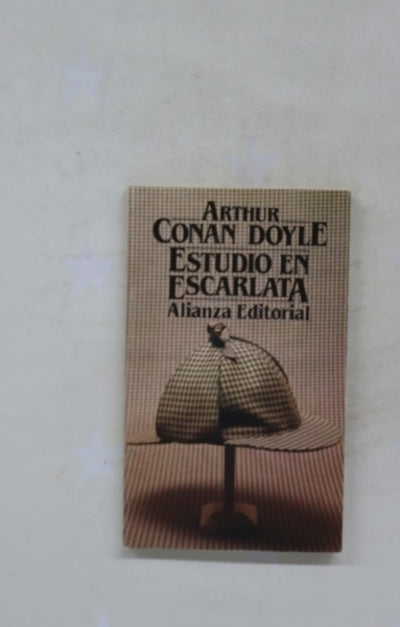 ARTHUR
CONAN DOYLE
ESTUDIO EN
ESCARLATA
Alianza Editorial